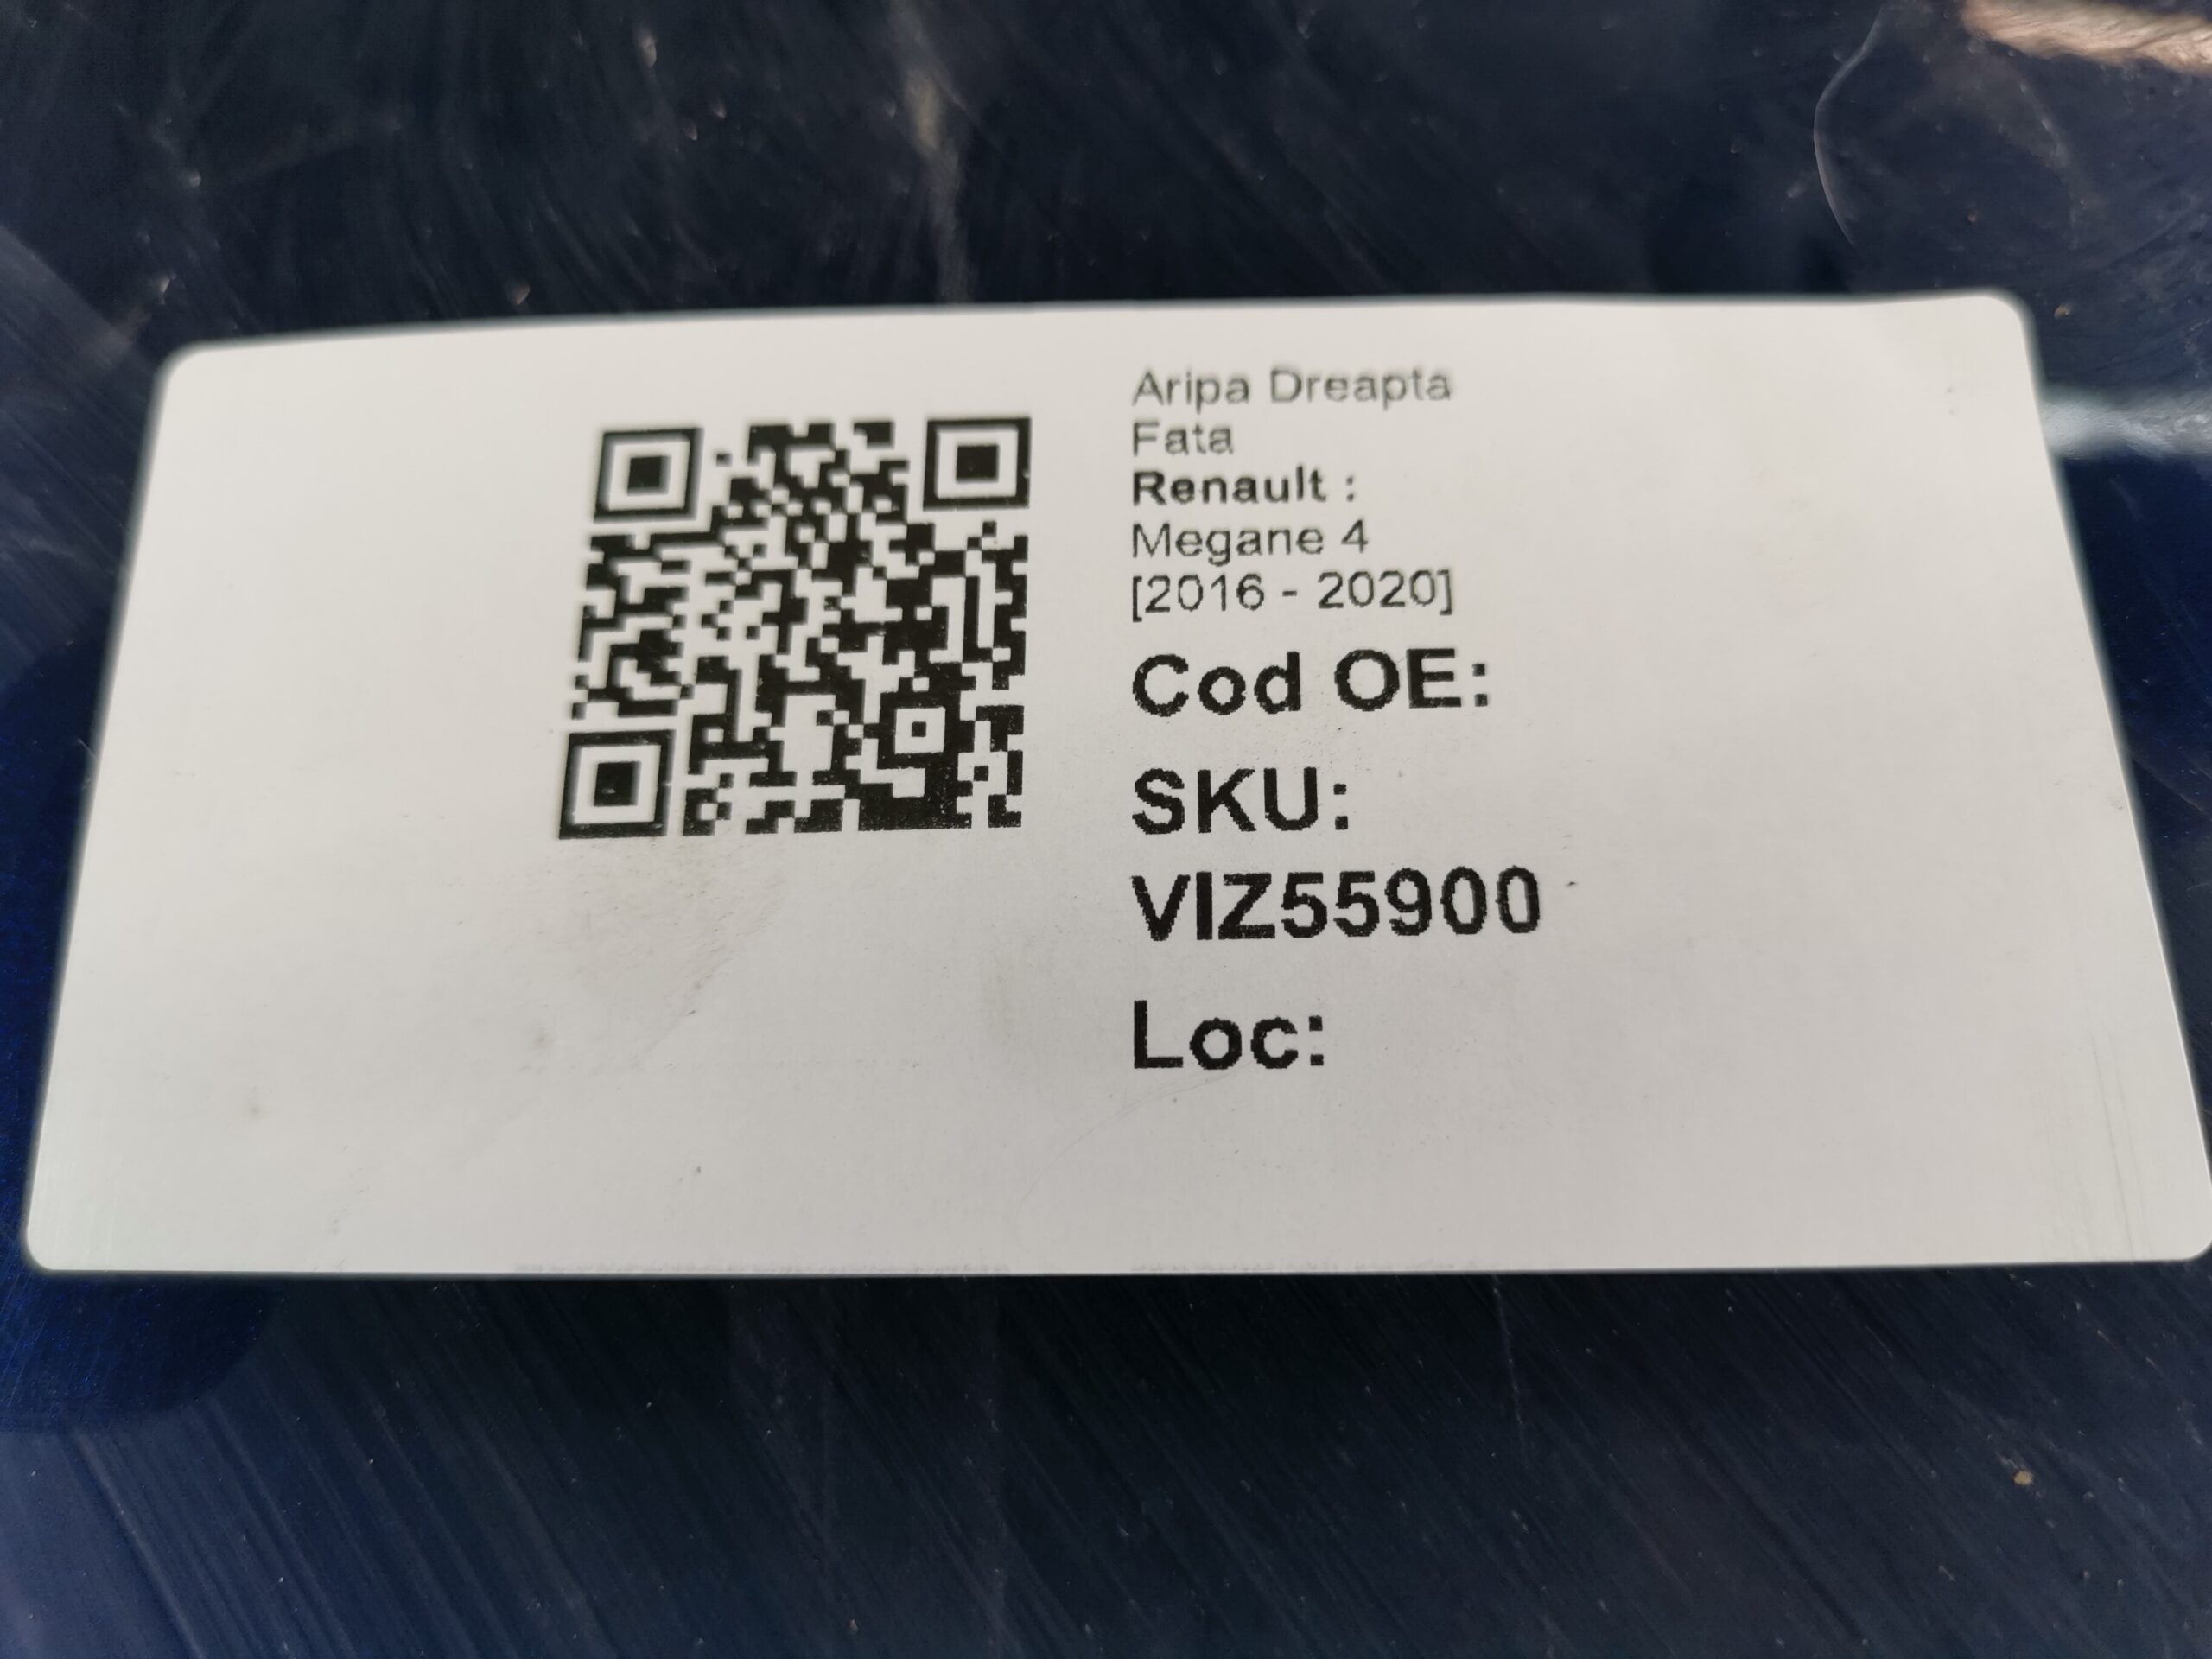 Aripa Dreapta
Fata
Renault :
Megane 4
[2016 - 2020]
Cod OE:
SKU:
VIZ55900
Loc: